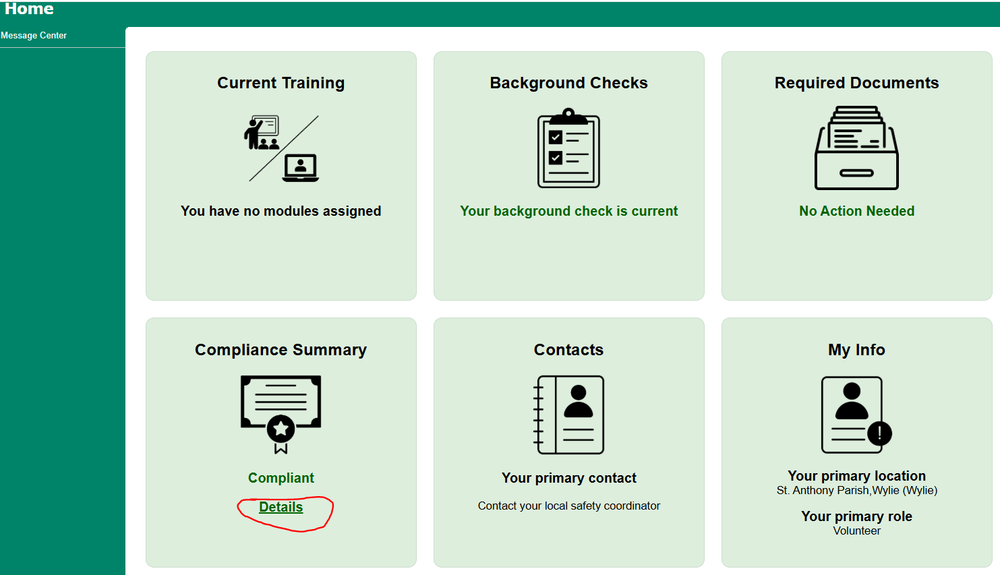 Home
Message Center
Current Training
You have no modules assigned
Background Checks
Your background check is current
Required Documents
No Action Needed
Compliance Summary
Compliant
Details
Contacts
Your primary contact
Contact your local safety coordinator
My Info
!
Your primary location
St. Anthony Parish,Wylie (Wylie)
Your primary role
Volunteer